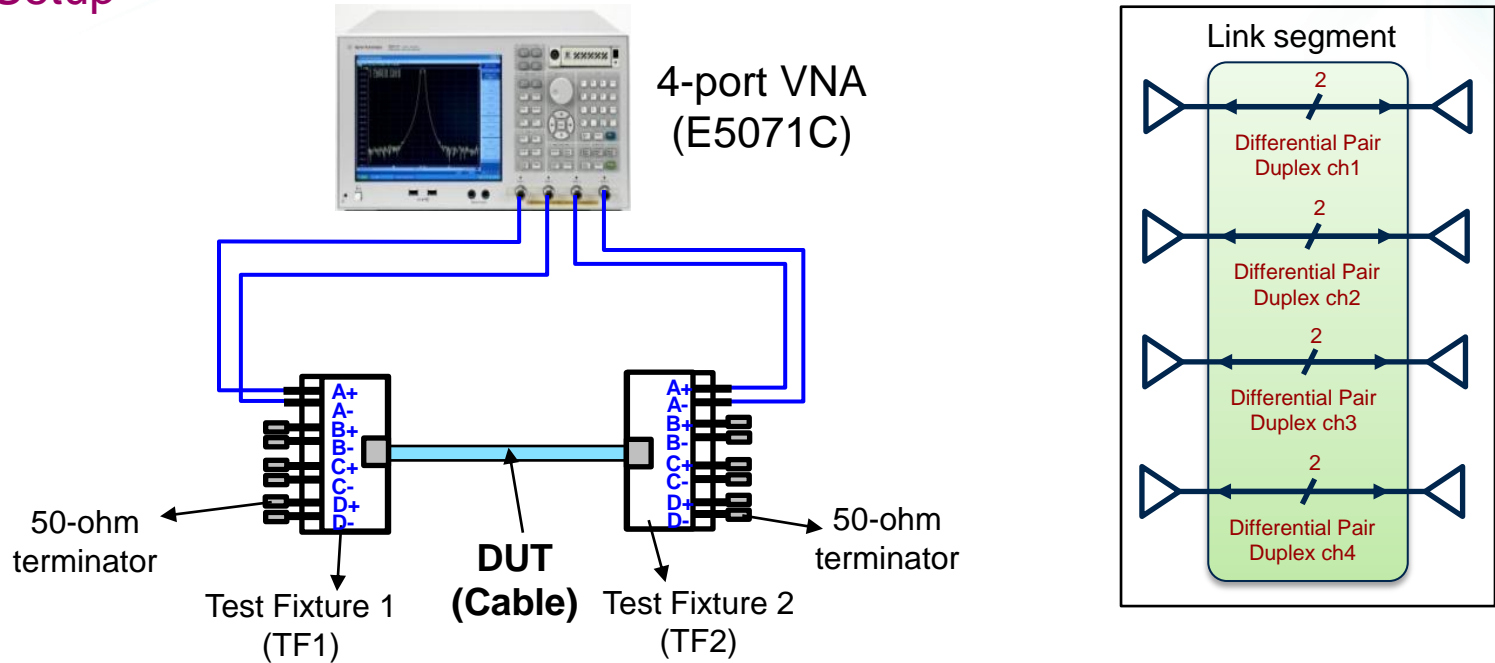 Setup
4-port VNA
(E5071C)
A+
A-
B+
B-
C+
C-
D+
D-
A+
A-
B+
B-
C+
C-
D+
D-
50-ohm
terminator
Test Fixture 1
(TF1)
DUT
(Cable)
Test Fixture 2
(TF2)
50-ohm
terminator
Link segment
2
Differential Pair
Duplex ch1
2
Differential Pair
Duplex ch2
2
Differential Pair
Duplex ch3
2
Differential Pair
Duplex ch4